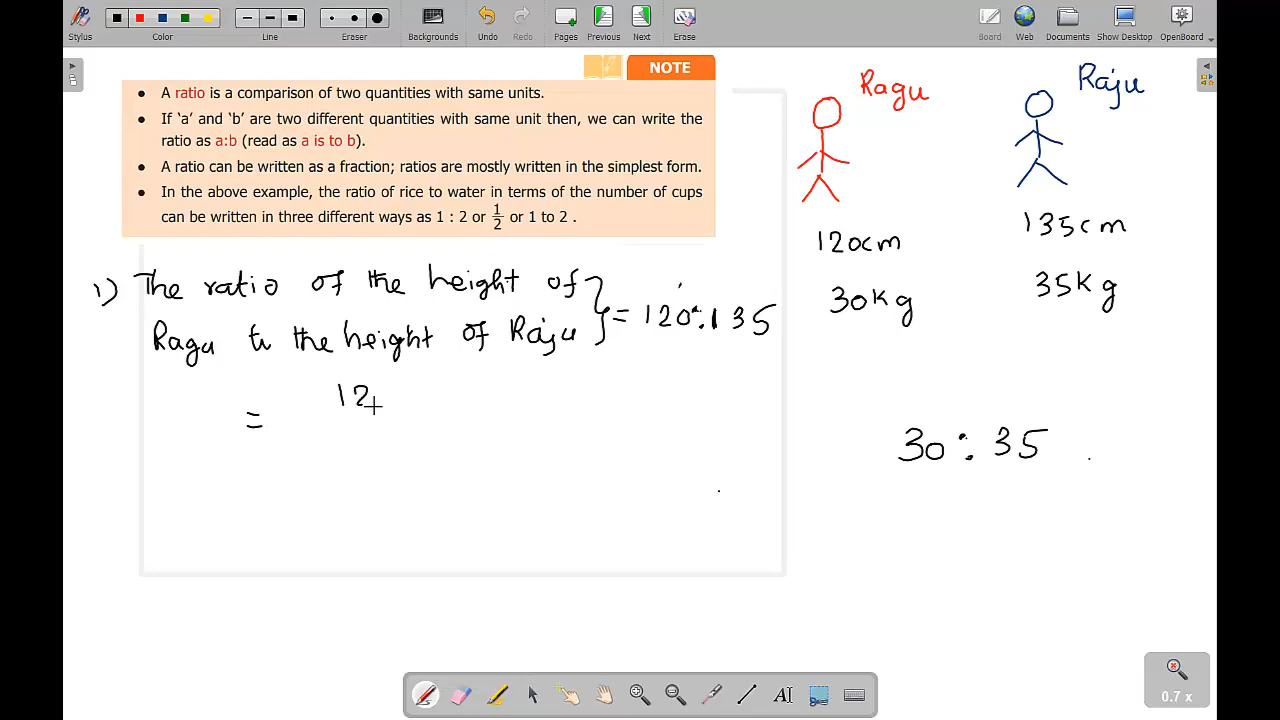 Stylus
Color
Line
Eraser
Backgrounds
Undo
Redo
Pages
Previous
Next
Erase
Board
Web
Documents
Show Desktop
OpenBoard
NOTE
• A ratio is a comparison of two quantities with same units.
• If ‘a’ and ‘b’ are two different quantities with same unit then, we can write the
ratio as a:b (read as a is to b).
• A ratio can be written as a fraction; ratios are mostly written in the simplest form.
• In the above example, the ratio of rice to water in terms of the number of cups
can be written in three different ways as 1 : 2 or 1/2 or 1 to 2 .
Ragu
Raju
120cm
135cm
30kg
35kg
1) The ratio of the height of
Ragu to the height of Raju } = 120:135
= 12
30:35
0.7 x